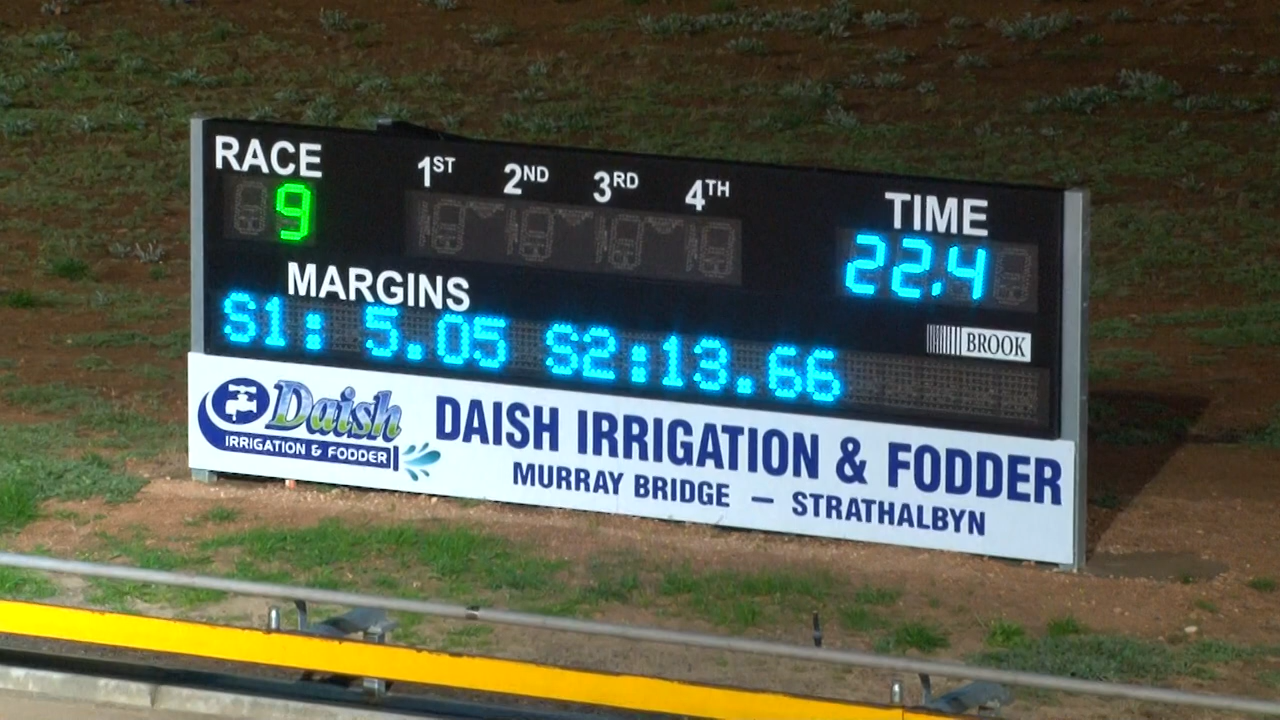 RACE 1ST 2ND 3RD 4TH TIME
9 22.4
MARGINS
S1: 5.05 S2:13.66
BROOK
Daish
IRRIGATION & FODDER
DAISH IRRIGATION & FODDER
MURRAY BRIDGE – STRATHALBYN